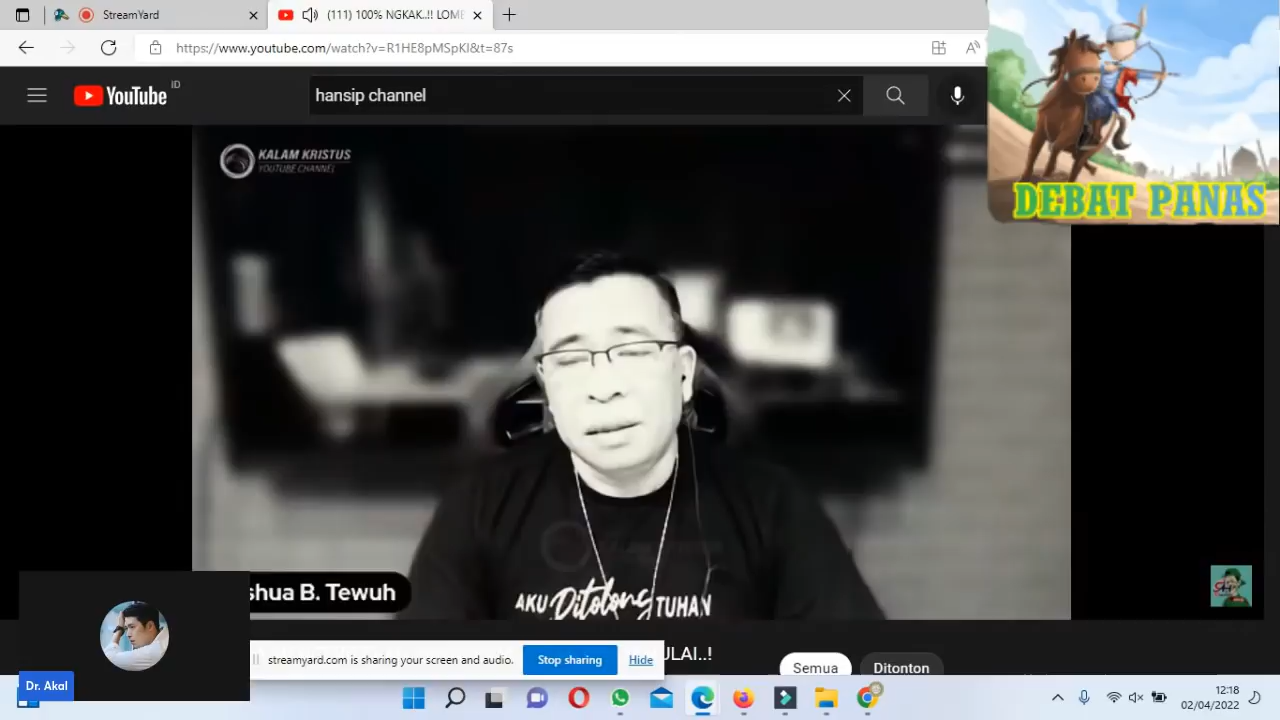 StreamYard
(111) 100% NGKAK..!! LOME
https://www.youtube.com/watch?v=R1HE8pMSpKI&t=87s
YouTube ID
hansip channel
DEBAT PANAS
KALAM KRISTUS
YOUTUBE CHANNEL
AKU Ditolong TUHAN
shua B. Tewuh
streamyard.com is sharing your screen and audio.
Stop sharing
Hide
ULAI..!
Semua
Ditonton
Dr. Akal
12:18
02/04/2022